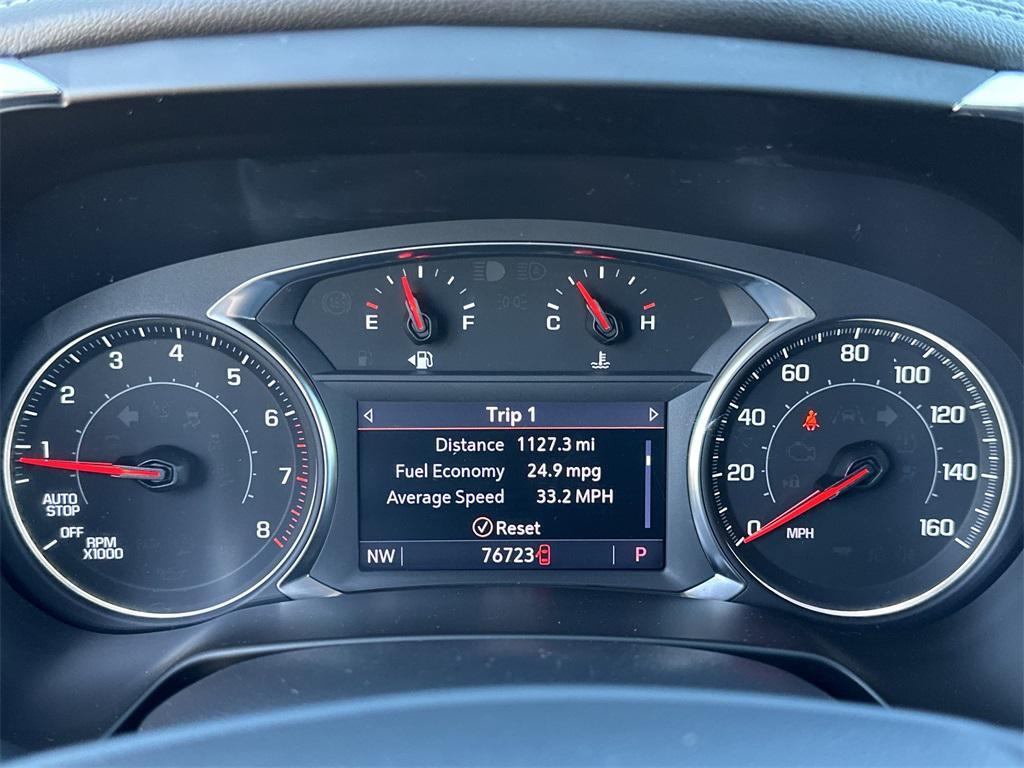 E F
C H
1
2
3
4
5
6
7
8
AUTO
STOP
OFF
RPM
X1000
Trip 1
Distance 1127.3 mi
Fuel Economy 24.9 mpg
Average Speed 33.2 MPH
Reset
NW 76723 P
0
20
40
60
80
100
120
140
160
MPH